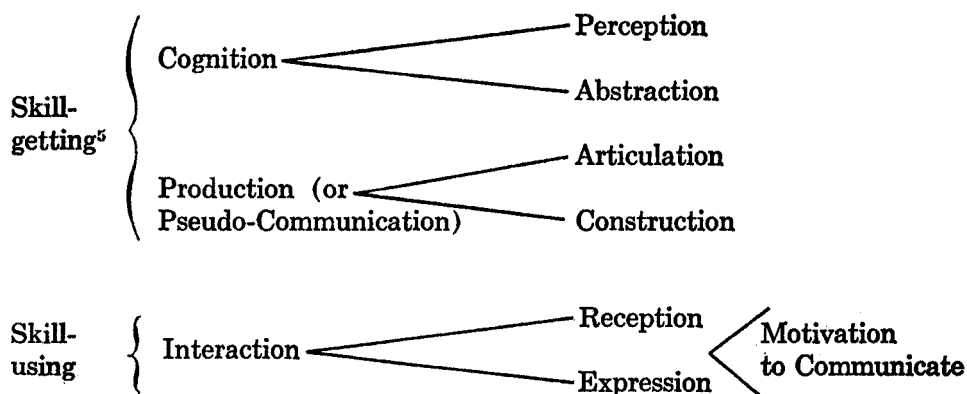 Skill-
getting⁵
Cognition
Perception
Abstraction
Production (or
Pseudo-Communication)
Articulation
Construction
Skill-
using
Interaction
Reception
Expression
Motivation
to Communicate